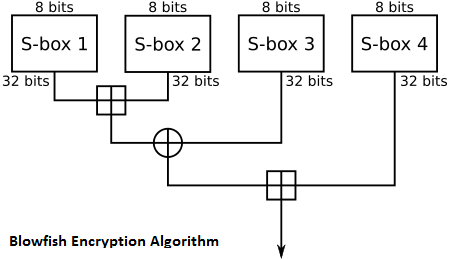 8 bits 8 bits 8 bits 8 bits
S-box 1 S-box 2 S-box 3 S-box 4
32 bits 32 bits 32 bits 32 bits
Blowfish Encryption Algorithm